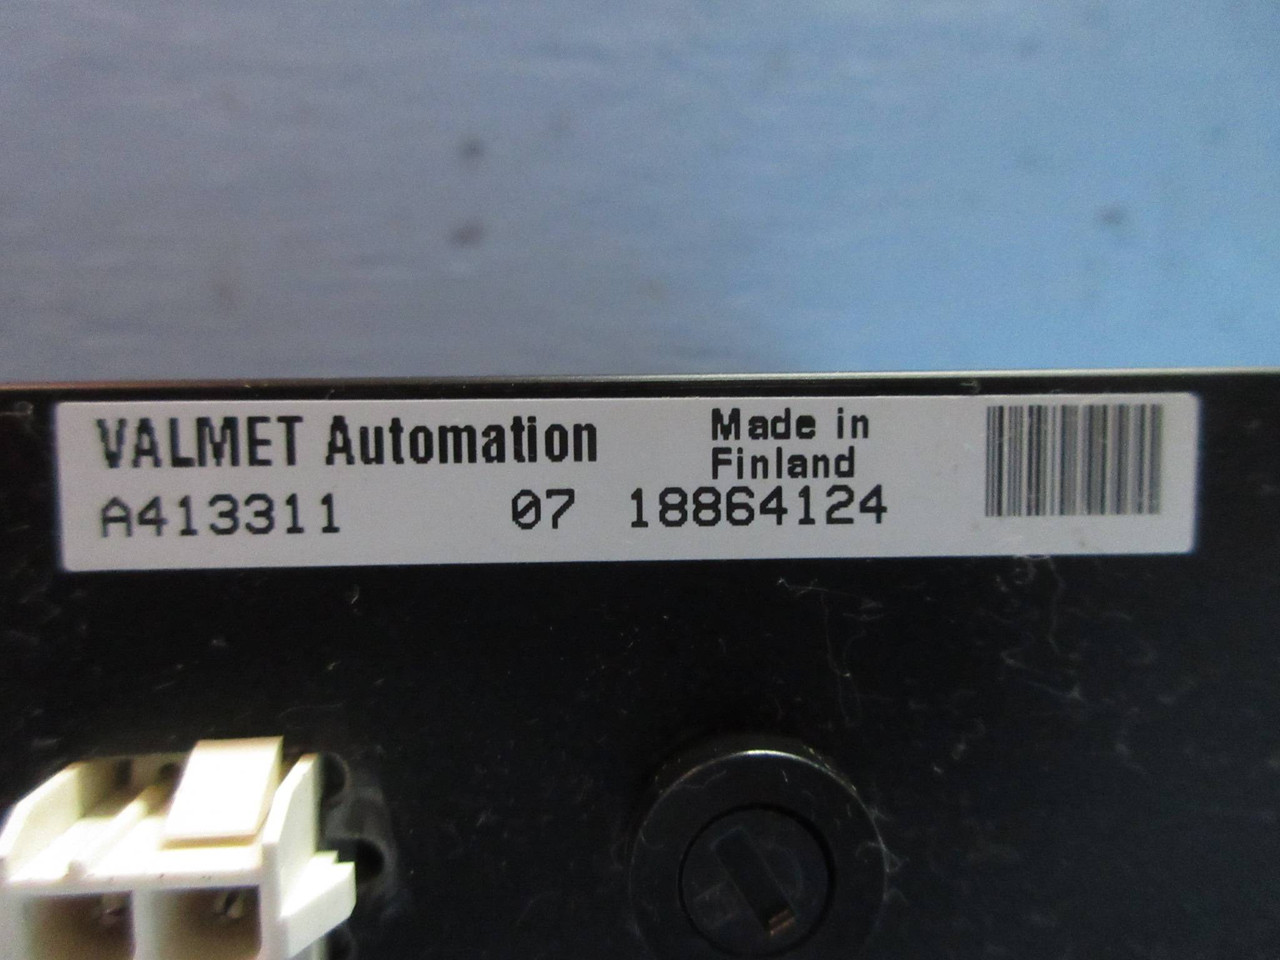 VALMET Automation
Made in
Finland
A413311 07 18864124